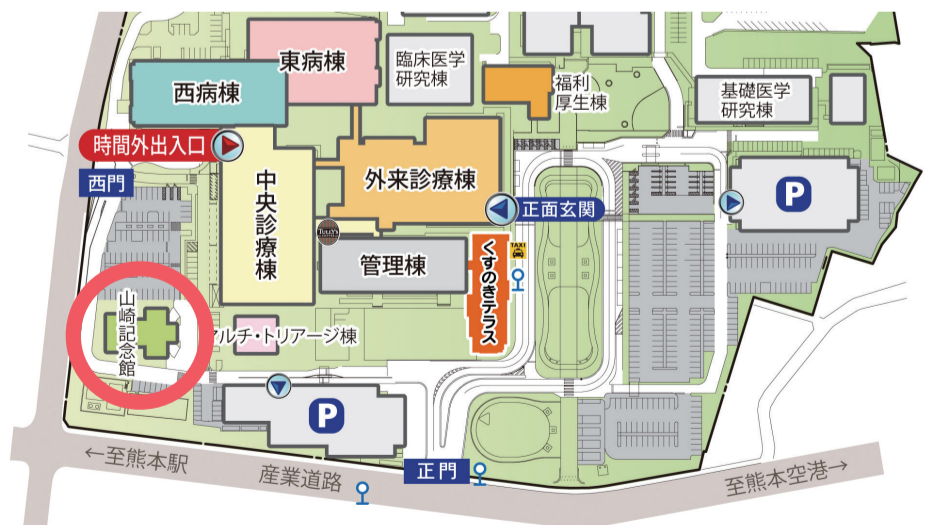 東病棟
臨床医学
研究棟
西病棟
福利
厚生棟
基礎医学
研究棟
時間外出入口
外来診療棟
西門
中央診療棟
P
正面玄関
TULLY'S
管理棟
くすのきテラス
TAXI
山崎記念館
マルチ・トリアージ棟
P
←至熊本駅
産業道路
正門
至熊本空港→